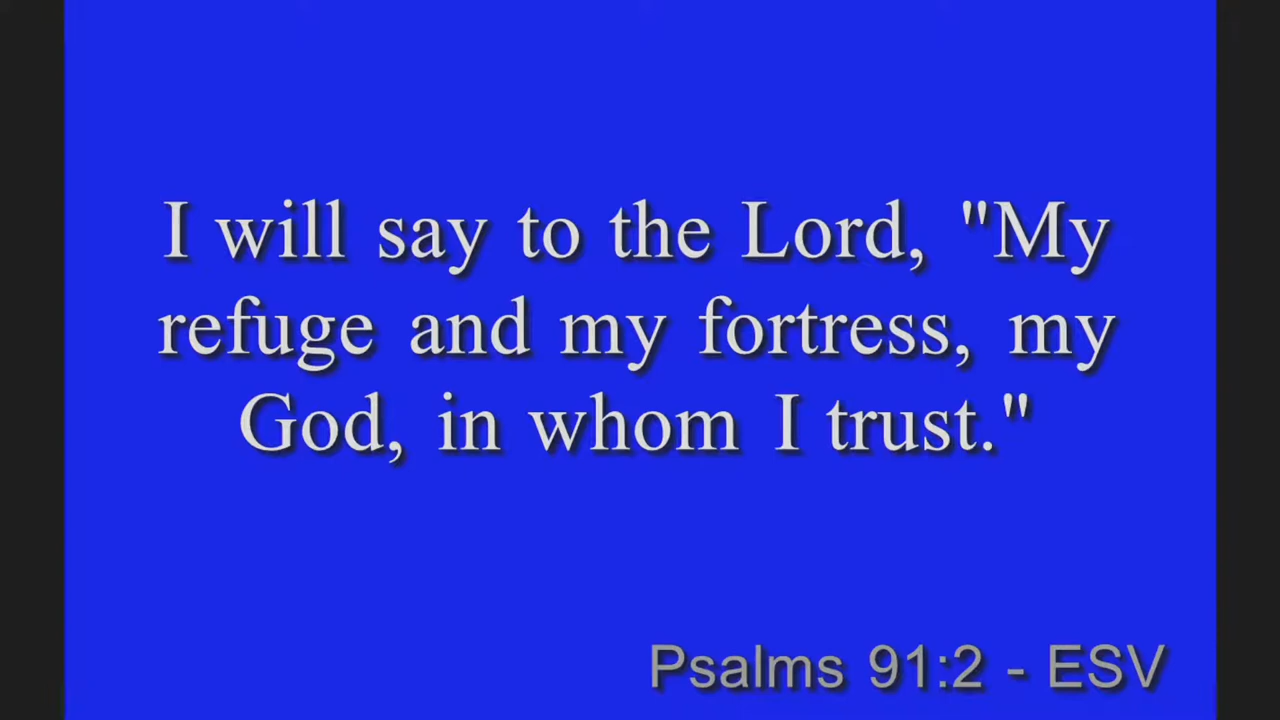 I will say to the Lord, "My
refuge and my fortress, my
God, in whom I trust."
Psalms 91:2 - ESV